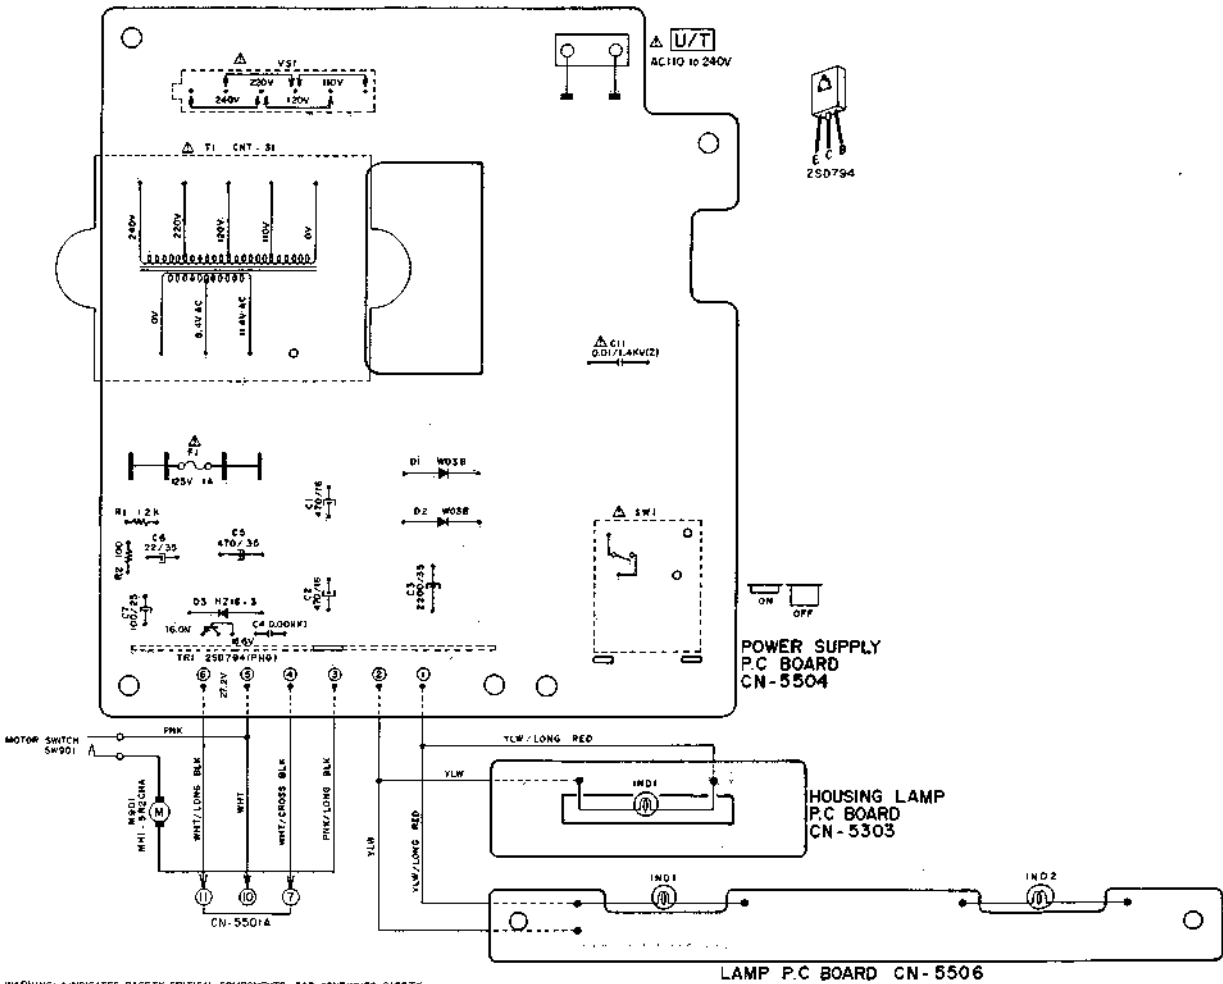 VS1
220V 110V
240V 120V
U/T
AC110 to 240V
E C B
2SD794
T1 CNT-31
240V
220V
120V
110V
0V
0V
11.4V AC
C11
0.01/1.4KV(Z)
F1
125V 1A
D1 W03B
D2 W03B
R1 1.2K
C6
22/35
C5
470/35
C1
470/16
R2 100
C7
100/25
D3 HZ16-3
C2
470/16
C3
2200/35
16.0V
C4
TR1 2SD794(PNO)
SW1
ON
OFF
POWER SUPPLY
P.C BOARD
CN-5504
6 5 4 3 2 1
27.2V
MOTOR SWITCH
SW901
PNK
M901
M
WHT/LONG BLK
WHT
WHT/CROSS BLK
PNK/LONG BLK
YLW
YLW/LONG RED
YLW/LONG RED
YLW
IND1
HOUSING LAMP
P.C BOARD
CN-5303
11 10 7
CN-5501A
IND1
IND2
LAMP P.C BOARD CN-5506